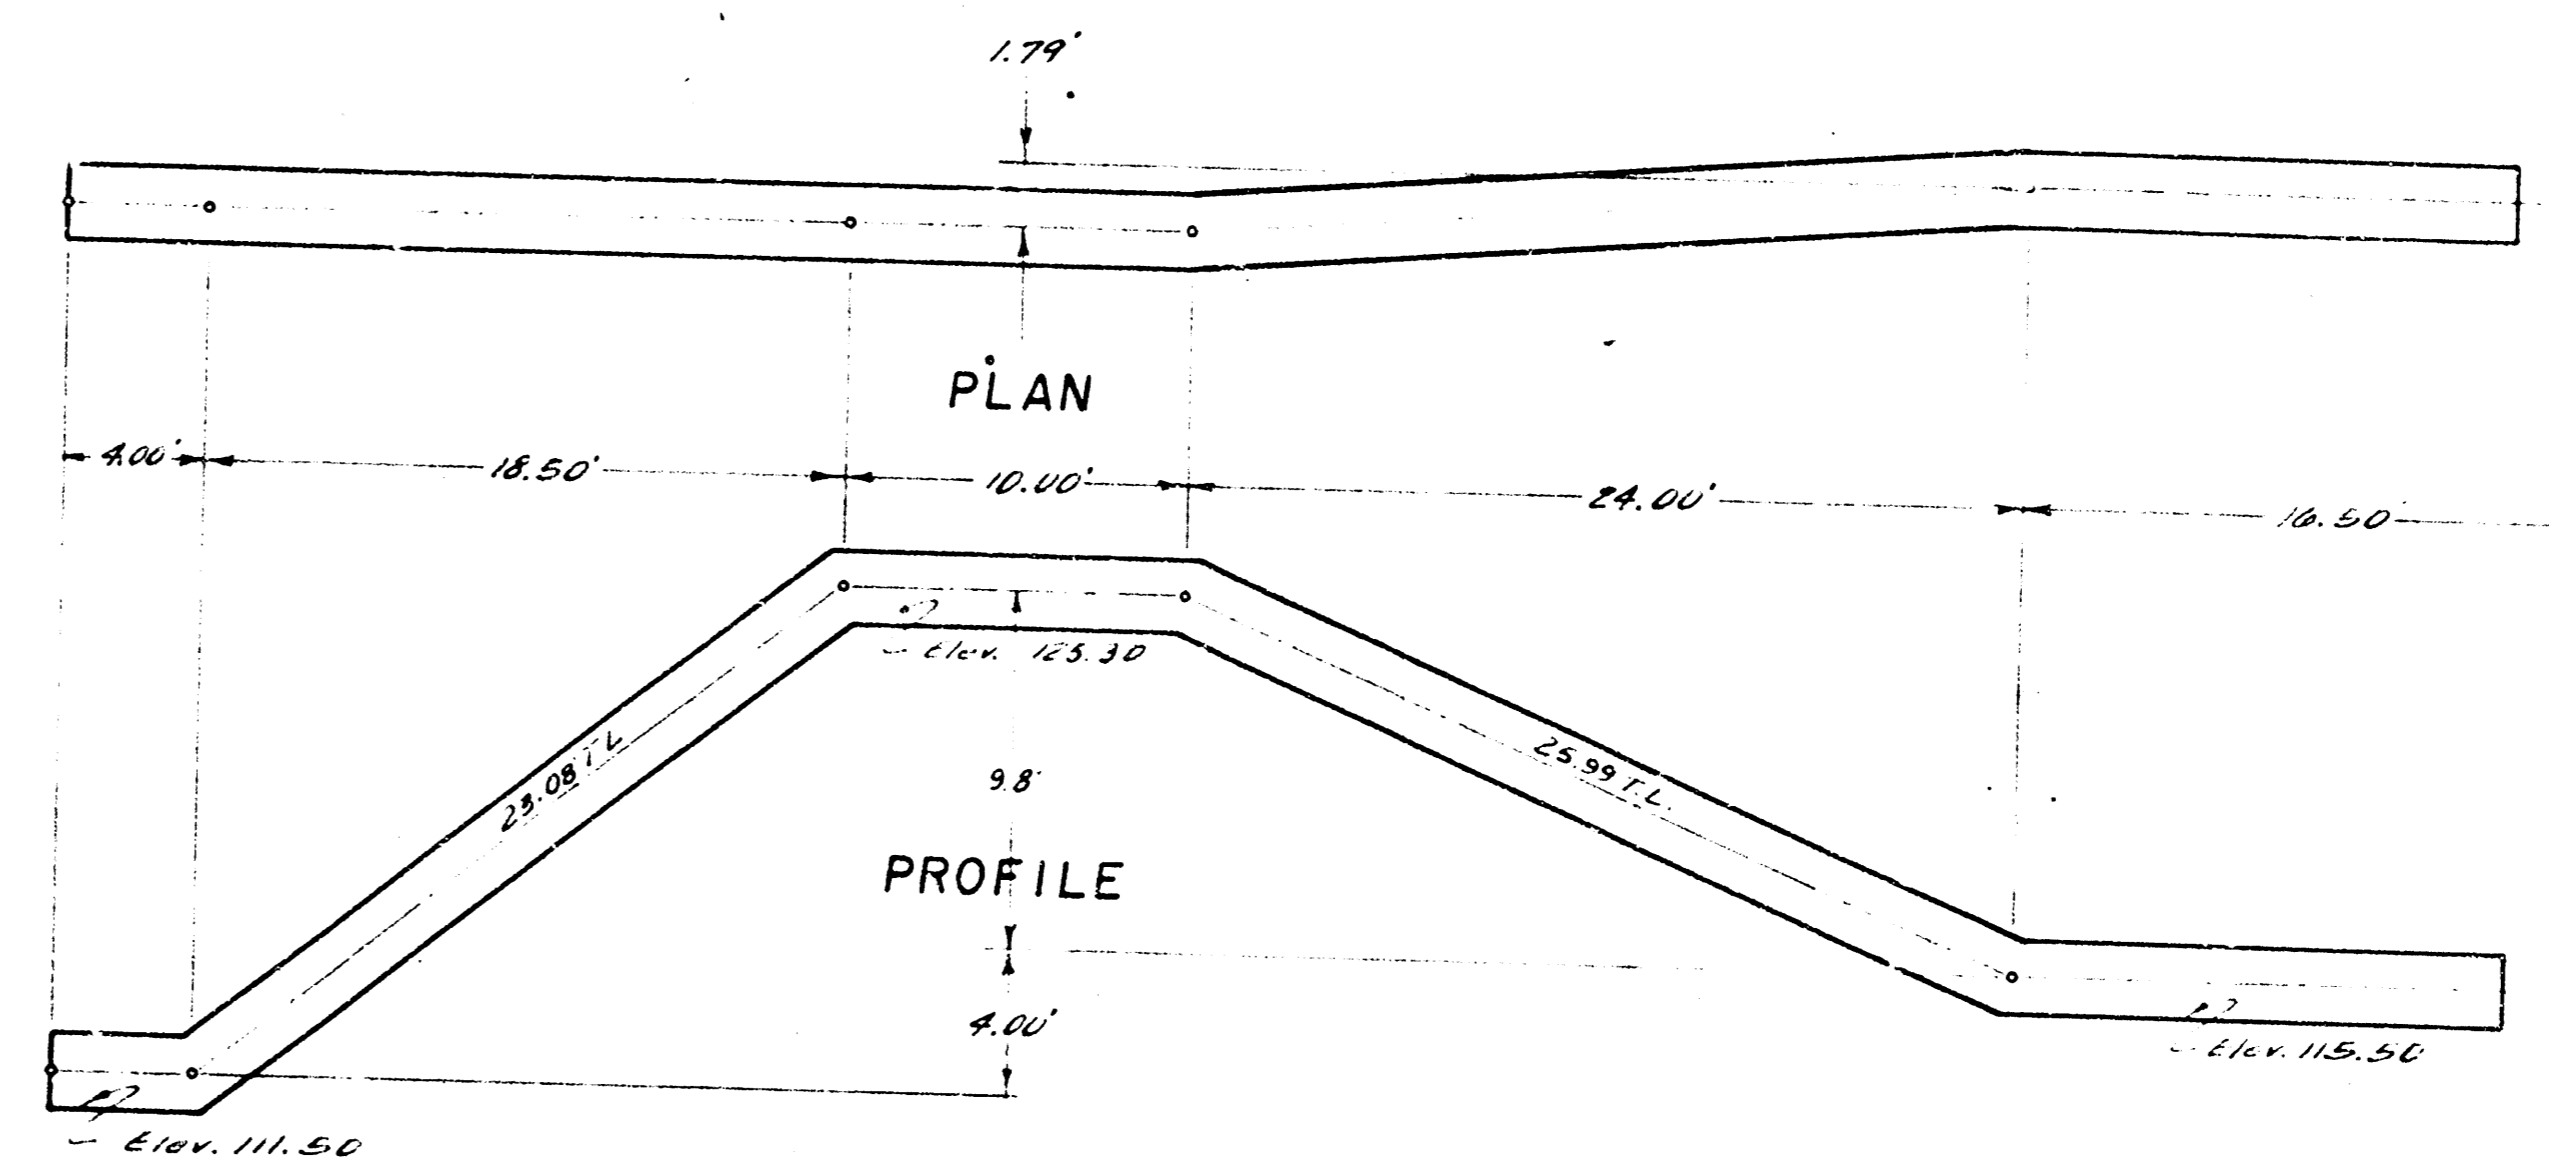 1.79'
PLAN
4.00' 18.50' 10.00' 24.00' 16.50'
Elev. 125.30
23.08 T.L.
25.99 T.L.
9.8'
PROFILE
4.00'
Elev. 115.50
Elev. 111.50